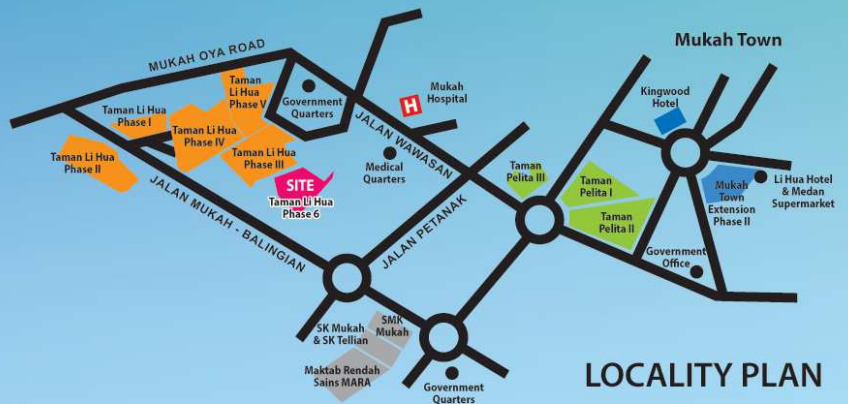 MUKAH OYA ROAD
Mukah Town
Taman
Li Hua
Phase V
Government
Quarters
Mukah
Hospital
H
Kingwood
Hotel
Taman Li Hua
Phase I
Taman Li Hua
Phase IV
JALAN WAWASAN
Taman Li Hua
Phase II
Taman Li Hua
Phase III
Medical
Quarters
Taman
Pelita III
Taman
Pelita I
Mukah
Town
Extension
Phase II
Li Hua Hotel
& Medan
Supermarket
SITE
Taman Li Hua
Phase 6
Taman
Pelita II
JALAN MUKAH - BALINGIAN
JALAN PETANAK
Government
Office
SK Mukah
& SK Tellian
SMK
Mukah
Maktab Rendah
Sains MARA
Government
Quarters
LOCALITY PLAN